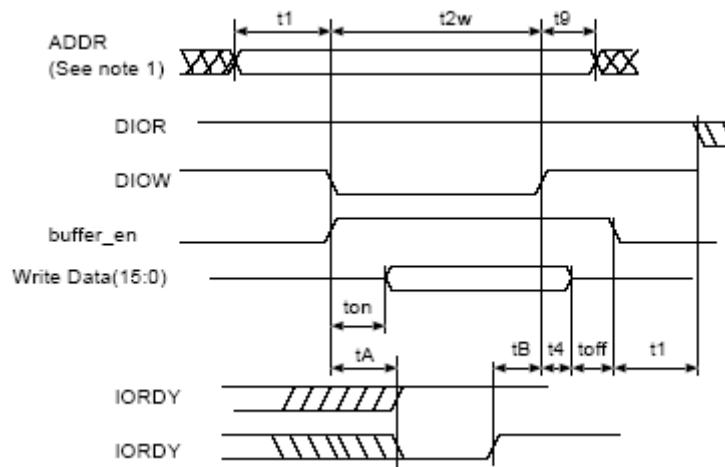 t1 t2w t9
ADDR
(See note 1)
DIOR
DIOW
buffer_en
Write Data(15:0)
ton
tA tB t4 toff t1
IORDY
IORDY